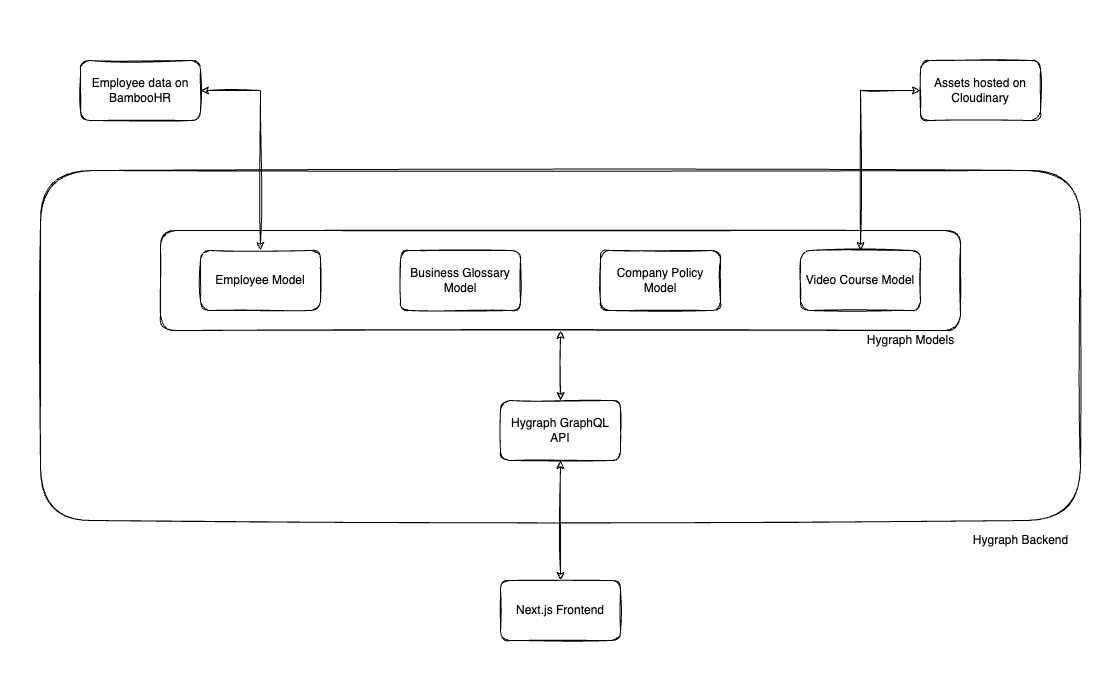 Employee data on
BambooHR
Assets hosted on
Cloudinary
Employee Model
Business Glossary
Model
Company Policy
Model
Video Course Model
Hygraph Models
Hygraph GraphQL
API
Hygraph Backend
Next.js Frontend